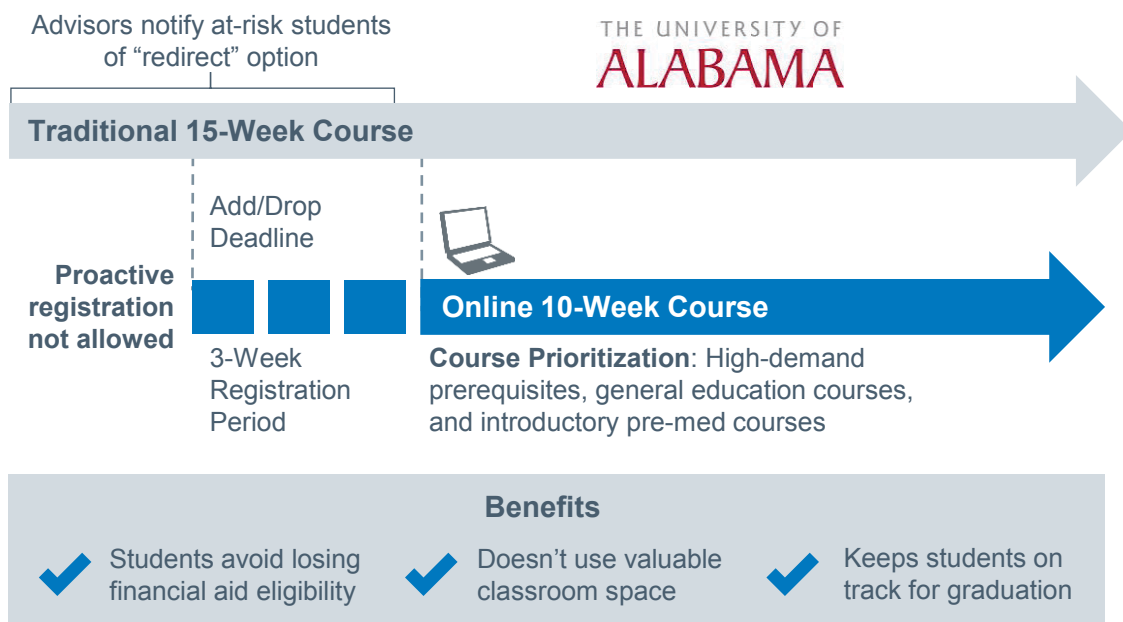 Advisors notify at-risk students
of “redirect” option
THE UNIVERSITY OF
ALABAMA
Traditional 15-Week Course
Add/Drop
Deadline
Proactive
registration
not allowed
3-Week
Registration
Period
Online 10-Week Course
Course Prioritization: High-demand
prerequisites, general education courses,
and introductory pre-med courses
Benefits
Students avoid losing
financial aid eligibility
Doesn’t use valuable
classroom space
Keeps students on
track for graduation